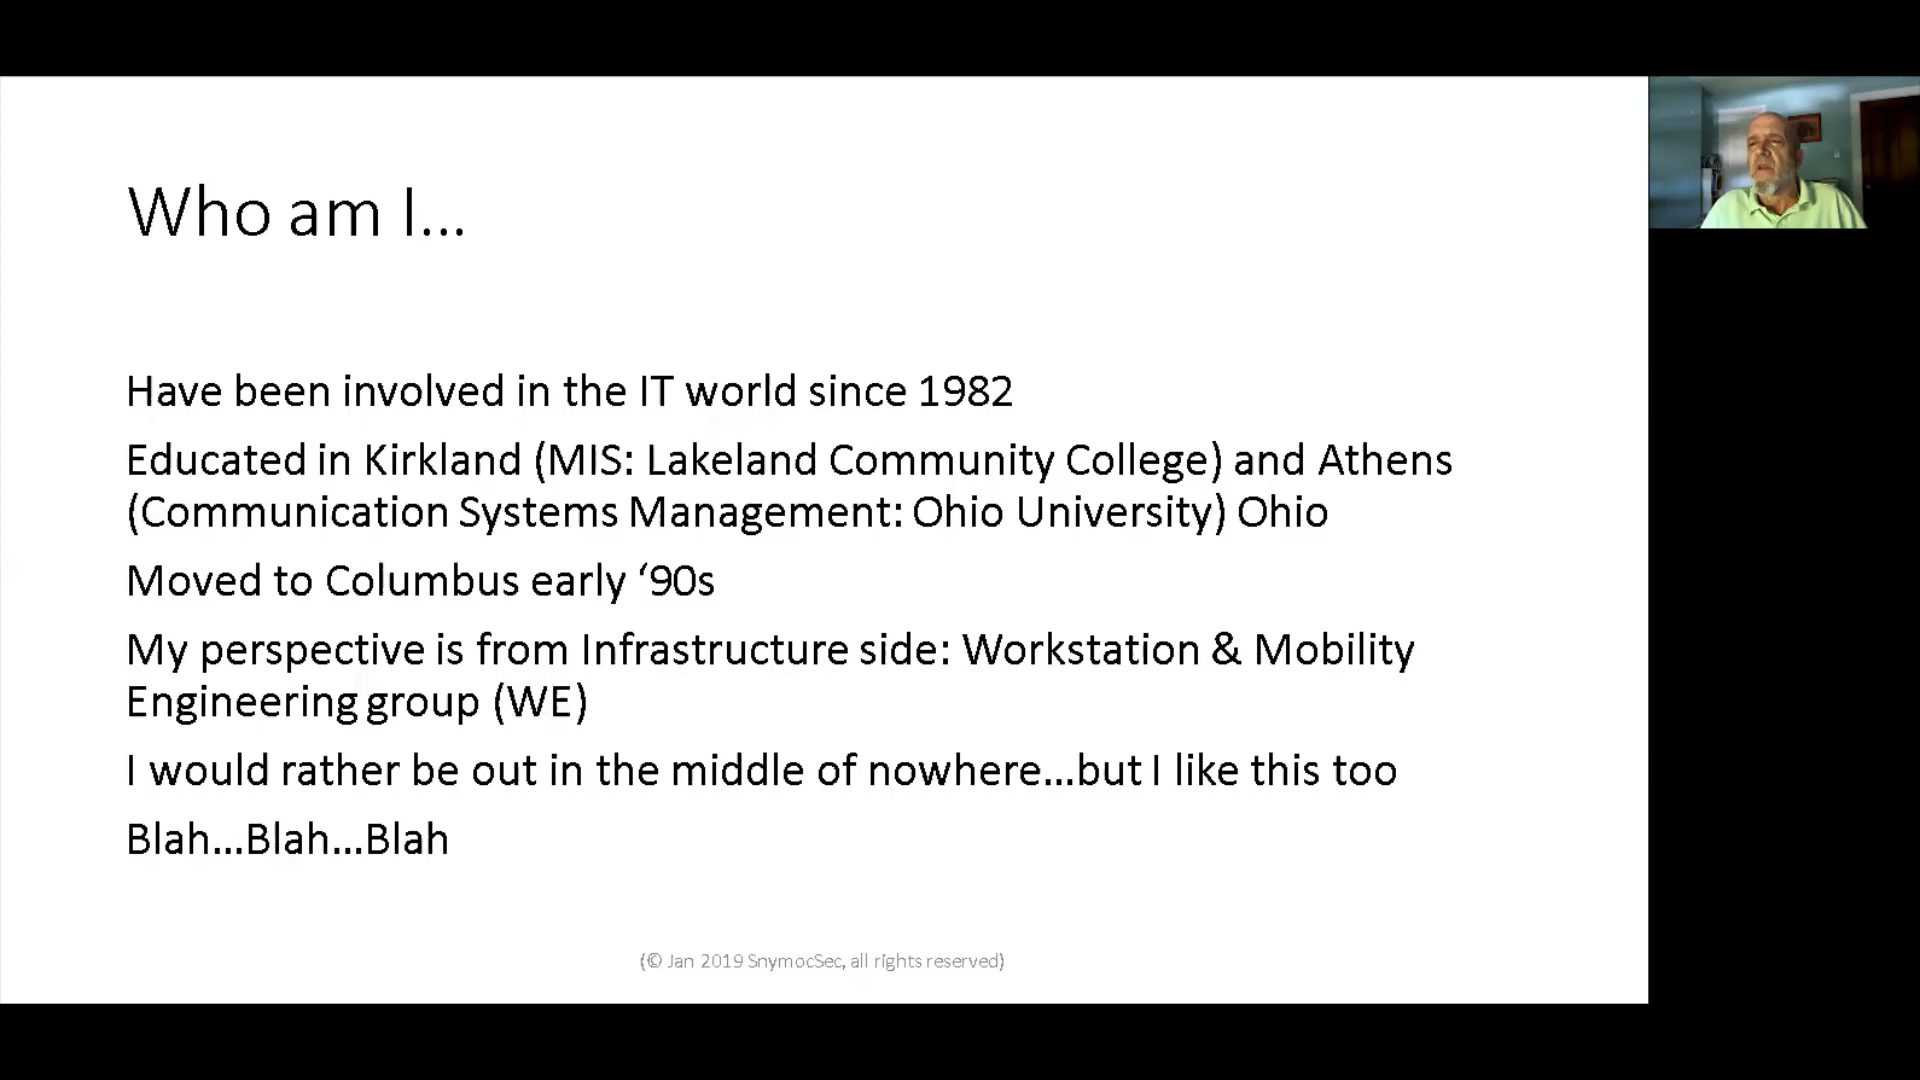 Who am I...
Have been involved in the IT world since 1982
Educated in Kirkland (MIS: Lakeland Community College) and Athens
(Communication Systems Management: Ohio University) Ohio
Moved to Columbus early ‘90s
My perspective is from Infrastructure side: Workstation & Mobility
Engineering group (WE)
I would rather be out in the middle of nowhere...but I like this too
Blah...Blah...Blah
(© Jan 2019 SnymocSec, all rights reserved)